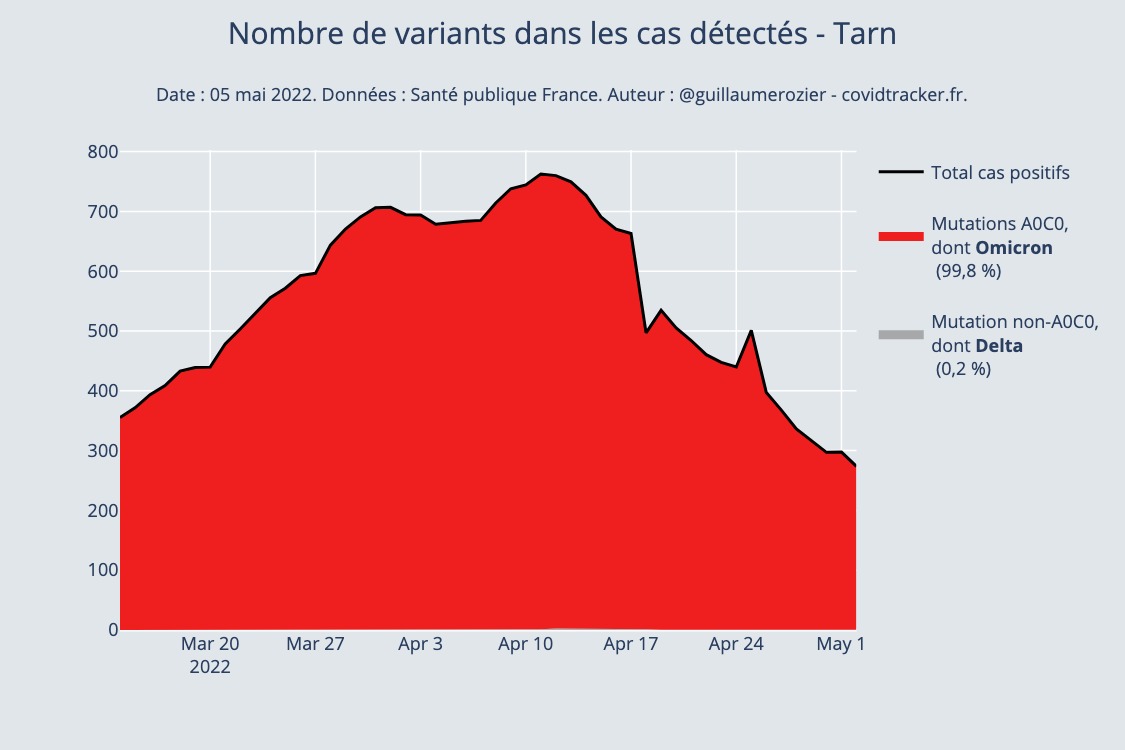 Nombre de variants dans les cas détectés - Tarn
Date : 05 mai 2022. Données : Santé publique France. Auteur : @guillaumerozier - covidtracker.fr.
800
700
600
500
400
300
200
100
0
Mar 20
2022
Mar 27
Apr 3
Apr 10
Apr 17
Apr 24
May 1
Total cas positifs
Mutations A0C0,
dont Omicron
(99,8 %)
Mutation non-A0C0,
dont Delta
(0,2 %)